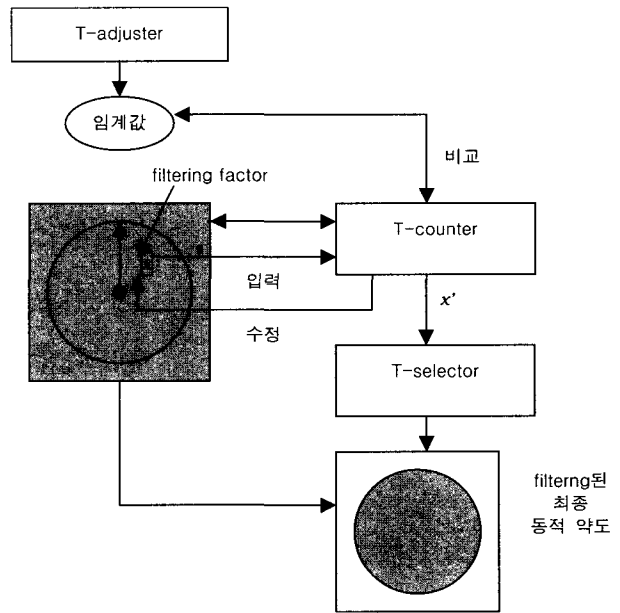 T-adjuster
임계값
비교
filtering factor
T-counter
입력
x'
수정
T-selector
filterng된
최종
동적 약도